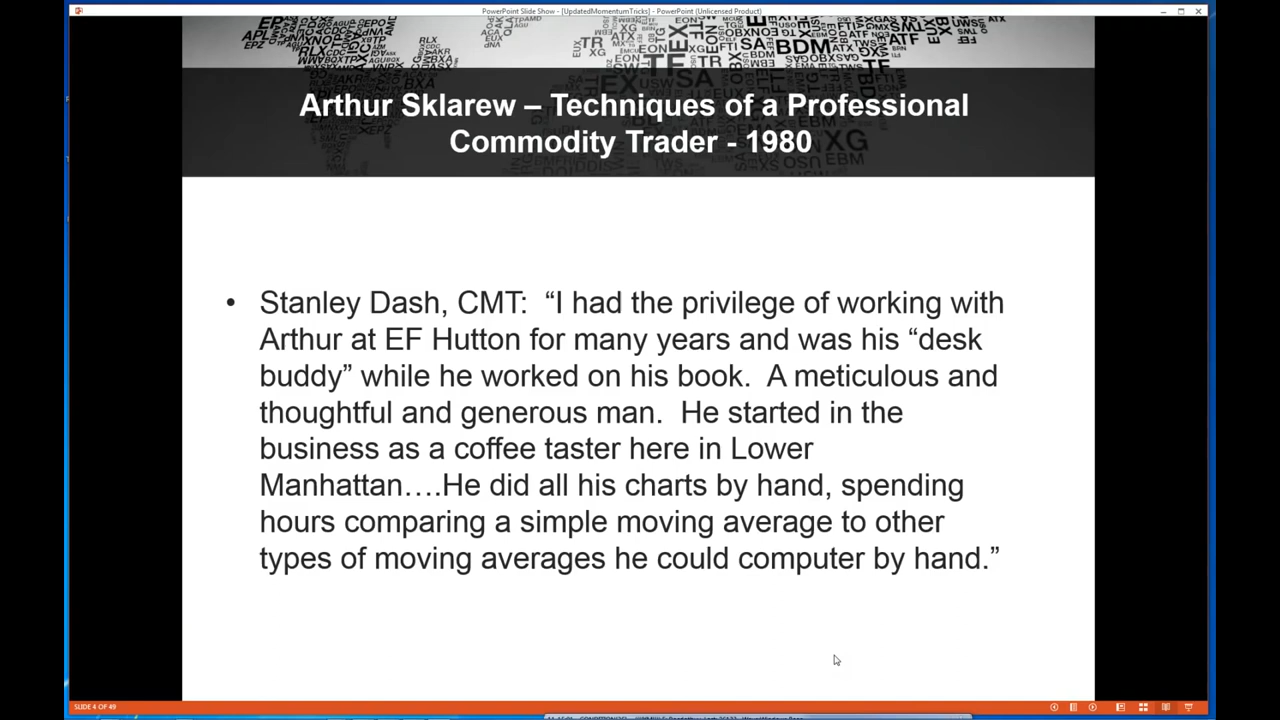 PowerPoint Slide Show - [UpdatedMomentumTricks] - PowerPoint (Unlicensed Product)
Arthur Sklarew – Techniques of a Professional
Commodity Trader - 1980
• Stanley Dash, CMT:  “I had the privilege of working with
Arthur at EF Hutton for many years and was his “desk
buddy” while he worked on his book.  A meticulous and
thoughtful and generous man.  He started in the
business as a coffee taster here in Lower
Manhattan….He did all his charts by hand, spending
hours comparing a simple moving average to other
types of moving averages he could computer by hand.”
SLIDE 4 OF 49